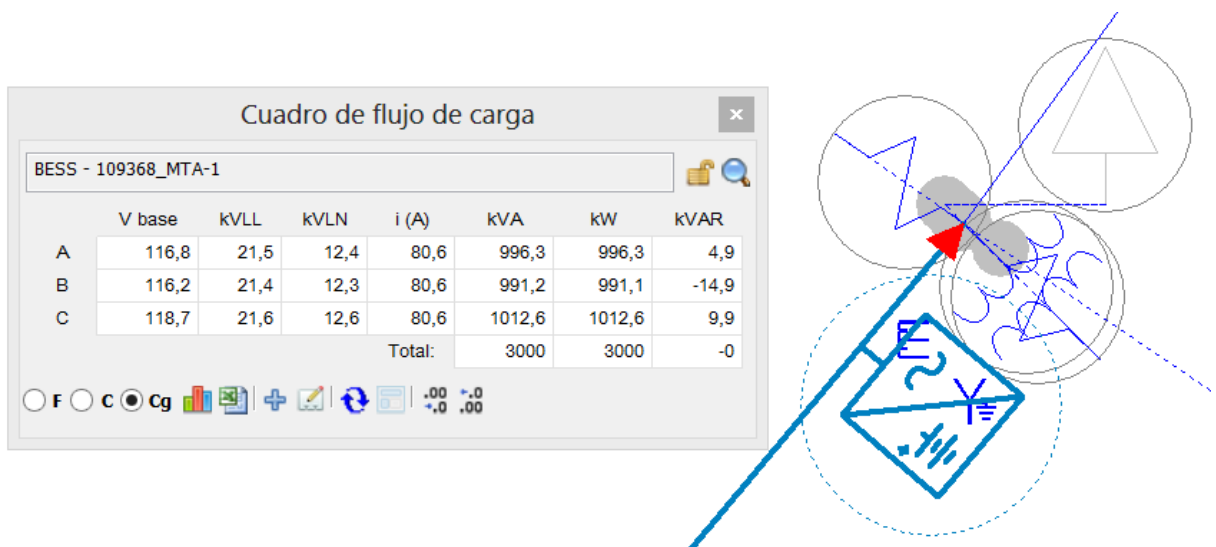 Cuadro de flujo de carga
BESS - 109368_MTA-1
V base kVLL kVLN i (A) kVA kW kVAR
A 116,8 21,5 12,4 80,6 996,3 996,3 4,9
B 116,2 21,4 12,3 80,6 991,2 991,1 -14,9
C 118,7 21,6 12,6 80,6 1012,6 1012,6 9,9
Total: 3000 3000 -0
F C Cg .00 .0 .0 .00